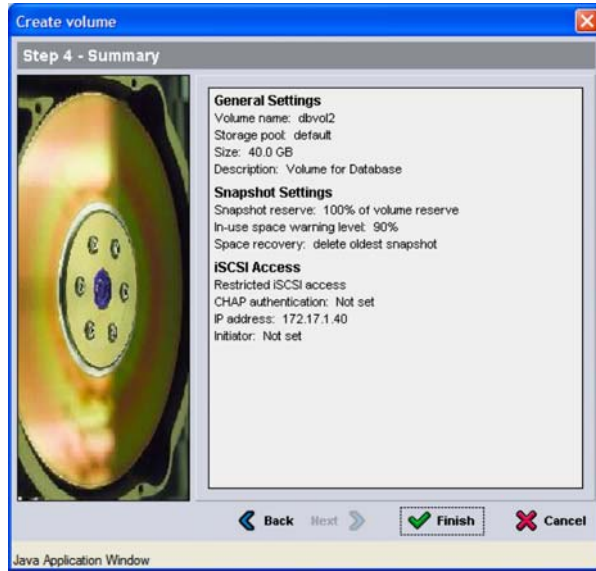 Create volume
Step 4 - Summary
General Settings
Volume name: dbvol2
Storage pool: default
Size: 40.0 GB
Description: Volume for Database
Snapshot Settings
Snapshot reserve: 100% of volume reserve
In-use space warning level: 90%
Space recovery: delete oldest snapshot
iSCSI Access
Restricted iSCSI access
CHAP authentication: Not set
IP address: 172.17.1.40
Initiator: Not set
Back Next Finish Cancel
Java Application Window